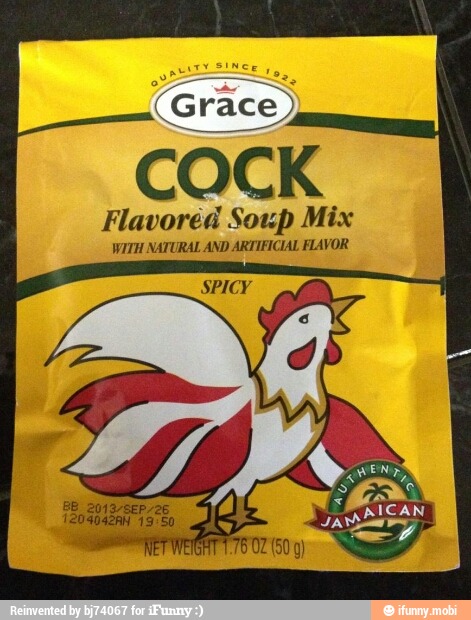 QUALITY SINCE 1922
Grace
COCK
Flavored Soup Mix
WITH NATURAL AND ARTIFICIAL FLAVOR
SPICY
BB 2013/SEP/26
1204042AN 19:50
AUTHENTIC
JAMAICAN
NET WEIGHT 1.76 OZ (50 g)
Reinvented by bj74067 for iFunny :)
ifunny.mobi